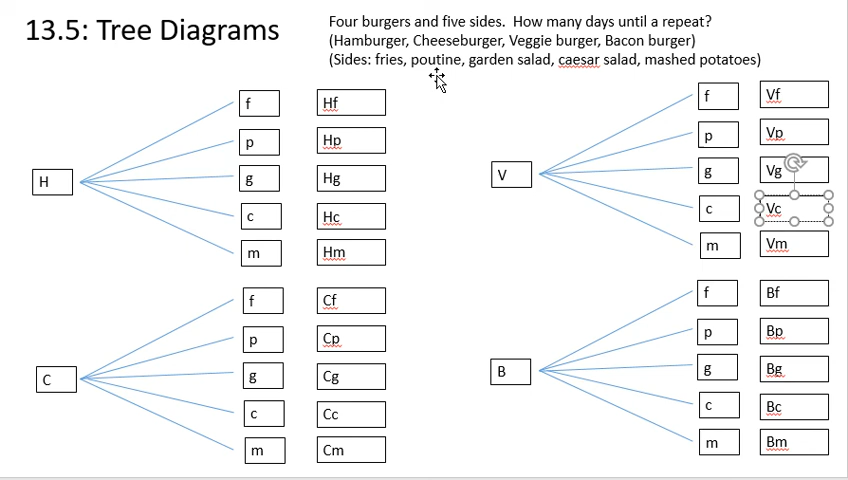 13.5: Tree Diagrams
Four burgers and five sides.  How many days until a repeat?
(Hamburger, Cheeseburger, Veggie burger, Bacon burger)
(Sides: fries, poutine, garden salad, caesar salad, mashed potatoes)
H
f
Hf
p
Hp
g
Hg
c
Hc
m
Hm
C
f
Cf
p
Cp
g
Cg
c
Cc
m
Cm
V
f
Vf
p
Vp
g
Vg
c
Vc
m
Vm
B
f
Bf
p
Bp
g
Bg
c
Bc
m
Bm